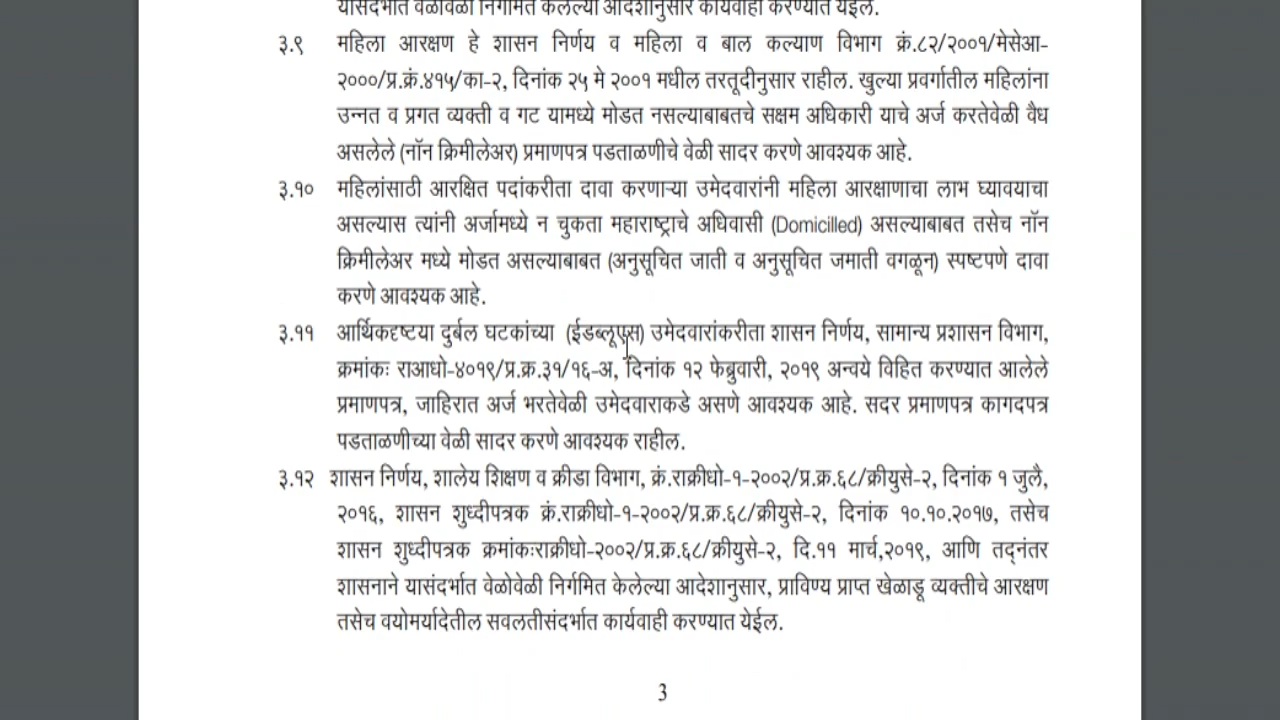 यासंदर्भात वेळोवेळी निर्गमित केलेल्या आदेशानुसार कार्यवाही करण्यात येईल.
३.९ महिला आरक्षण हे शासन निर्णय व महिला व बाल कल्याण विभाग क्रं.८२/२००१/मेसेआ-
२०००/प्र.क्रं.४१५/का-२, दिनांक २५ मे २००१ मधील तरतूदीनुसार राहील. खुल्या प्रवर्गातील महिलांना
उन्नत व प्रगत व्यक्ती व गट यामध्ये मोडत नसल्याबाबतचे सक्षम अधिकारी याचे अर्ज करतेवेळी वैध
असलेले (नॉन क्रिमीलेअर) प्रमाणपत्र पडताळणीचे वेळी सादर करणे आवश्यक आहे.
३.१० महिलांसाठी आरक्षित पदांकरीता दावा करणाऱ्या उमेदवारांनी महिला आरक्षाणाचा लाभ घ्यावयाचा
असल्यास त्यांनी अर्जामध्ये न चुकता महाराष्ट्राचे अधिवासी (Domicilled) असल्याबाबत तसेच नॉन
क्रिमीलेअर मध्ये मोडत असल्याबाबत (अनुसूचित जाती व अनुसूचित जमाती वगळून) स्पष्टपणे दावा
करणे आवश्यक आहे.
३.११ आर्थिकदृष्टया दुर्बल घटकांच्या (ईडब्लूएस) उमेदवारांकरीता शासन निर्णय, सामान्य प्रशासन विभाग,
क्रमांकः राआधो-४०१९/प्र.क्र.३१/१६-अ, दिनांक १२ फेब्रुवारी, २०१९ अन्वये विहित करण्यात आलेले
प्रमाणपत्र, जाहिरात अर्ज भरतेवेळी उमेदवाराकडे असणे आवश्यक आहे. सदर प्रमाणपत्र कागदपत्र
पडताळणीच्या वेळी सादर करणे आवश्यक राहील.
३.१२ शासन निर्णय, शालेय शिक्षण व क्रीडा विभाग, क्रं.राक्रीधो-१-२००२/प्र.क्र.६८/क्रीयुसे-२, दिनांक १ जुलै,
२०१६, शासन शुध्दीपत्रक क्रं.राक्रीधो-१-२००२/प्र.क्र.६८/क्रीयुसे-२, दिनांक १०.१०.२०१७, तसेच
शासन शुध्दीपत्रक क्रमांकःराक्रीधो-२००२/प्र.क्र.६८/क्रीयुसे-२, दि.११ मार्च,२०१९, आणि तद्नंतर
शासनाने यासंदर्भात वेळोवेळी निर्गमित केलेल्या आदेशानुसार, प्राविण्य प्राप्त खेळाडू व्यक्तीचे आरक्षण
तसेच वयोमर्यादेतील सवलतीसंदर्भात कार्यवाही करण्यात येईल.
3